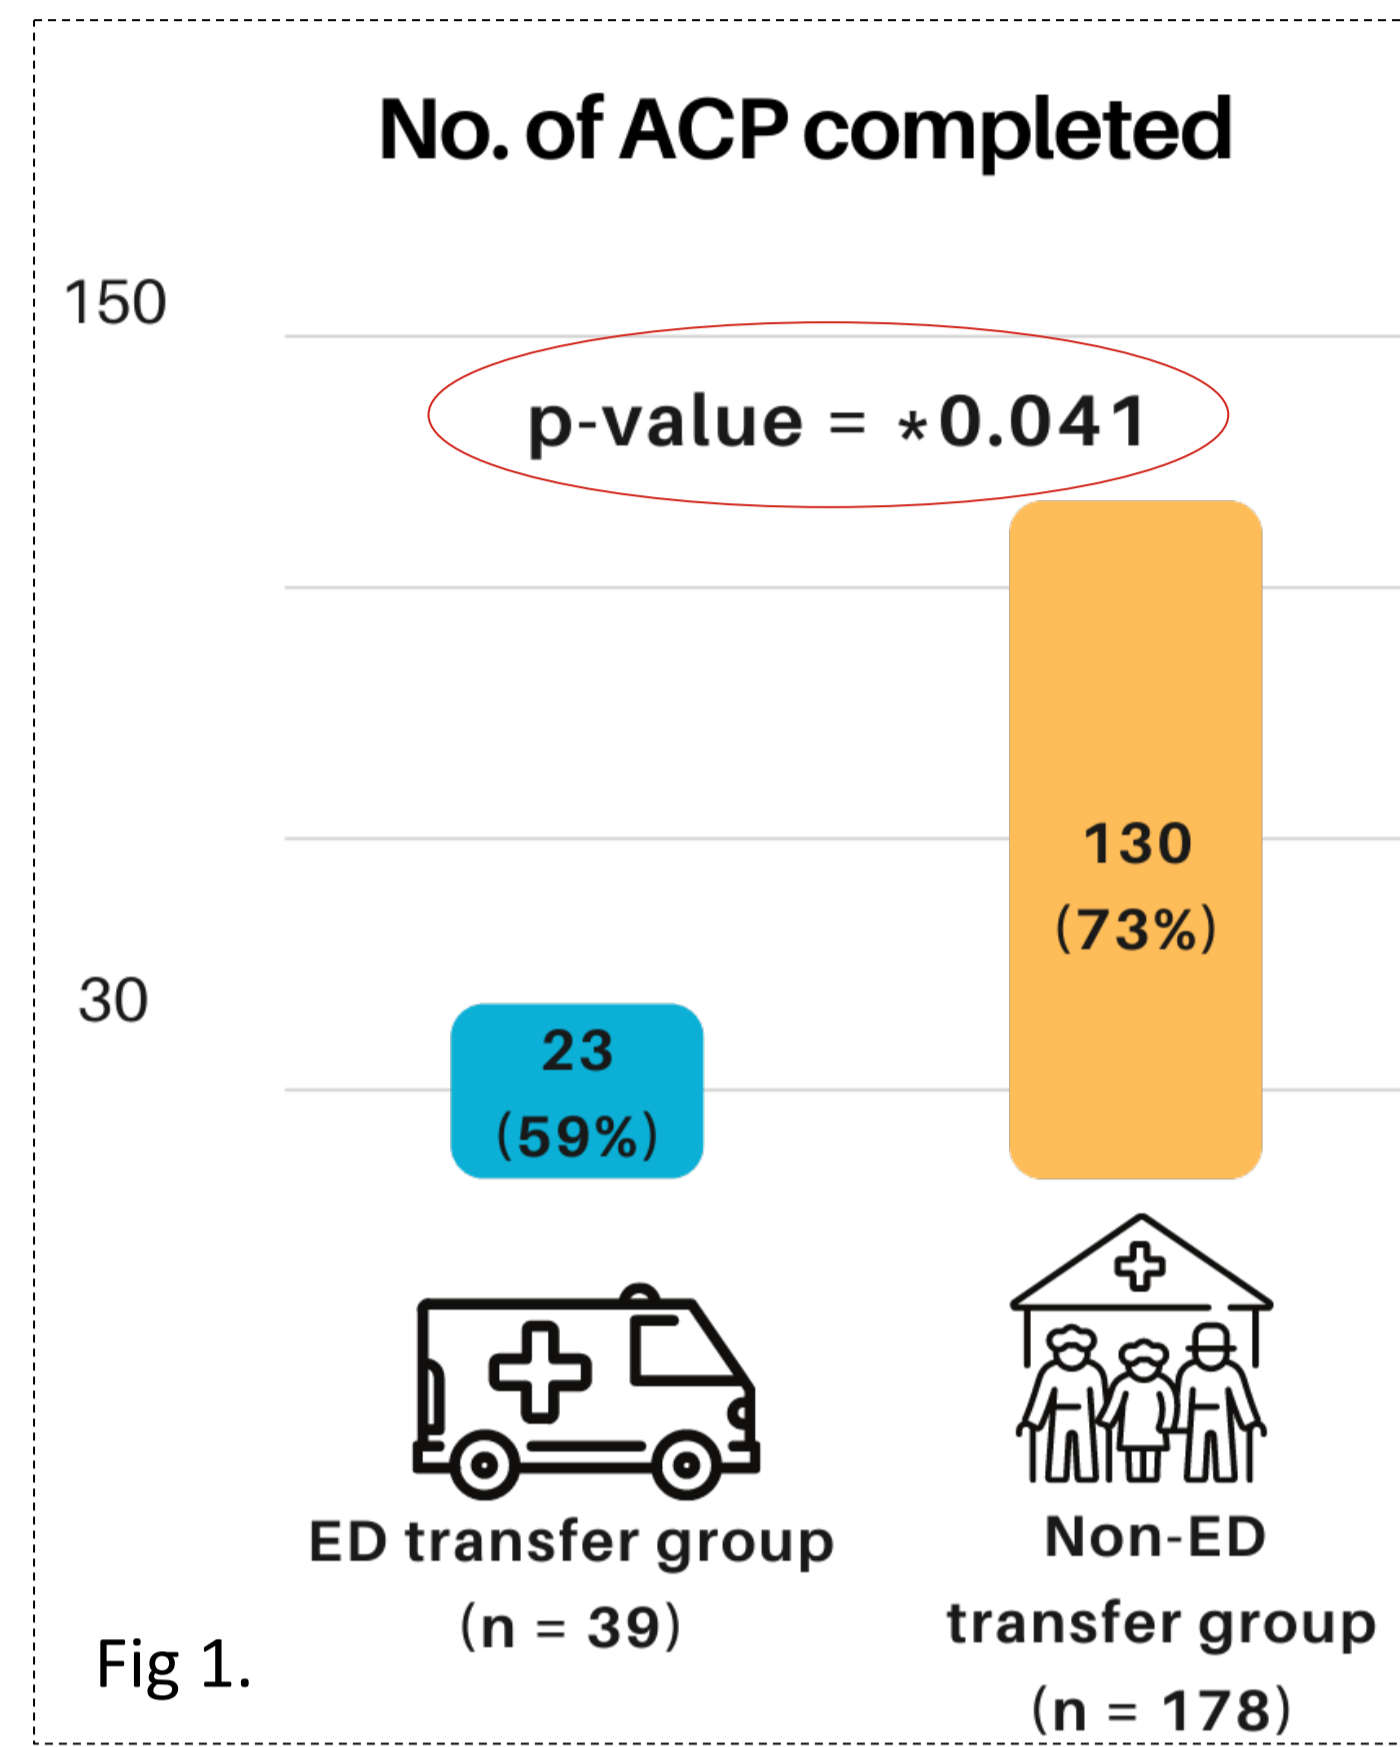 No. of ACP completed
150
p-value = *0.041
130
(73%)
30
23
(59%)
ED transfer group
(n = 39)
Non-ED
transfer group
(n = 178)
Fig 1.